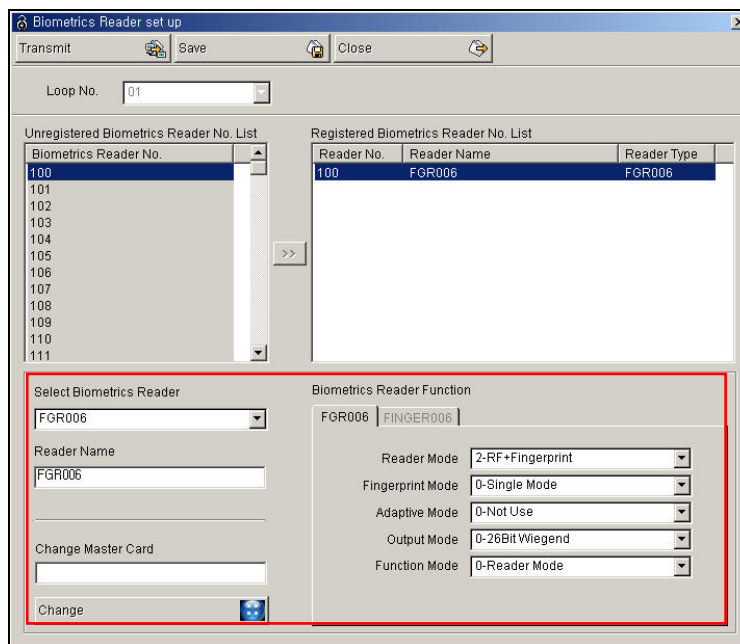 Biometrics Reader set up
Transmit Save Close
Loop No. 01
Unregistered Biometrics Reader No. List
Biometrics Reader No.
100
101
102
103
104
105
106
107
108
109
110
111
>>
Registered Biometrics Reader No. List
Reader No. Reader Name Reader Type
100 FGR006 FGR006
Select Biometrics Reader
FGR006
Reader Name
FGR006
Change Master Card
Change
Biometrics Reader Function
FGR006 FINGER006
Reader Mode 2-RF+Fingerprint
Fingerprint Mode 0-Single Mode
Adaptive Mode 0-Not Use
Output Mode 0-26Bit Wiegend
Function Mode 0-Reader Mode